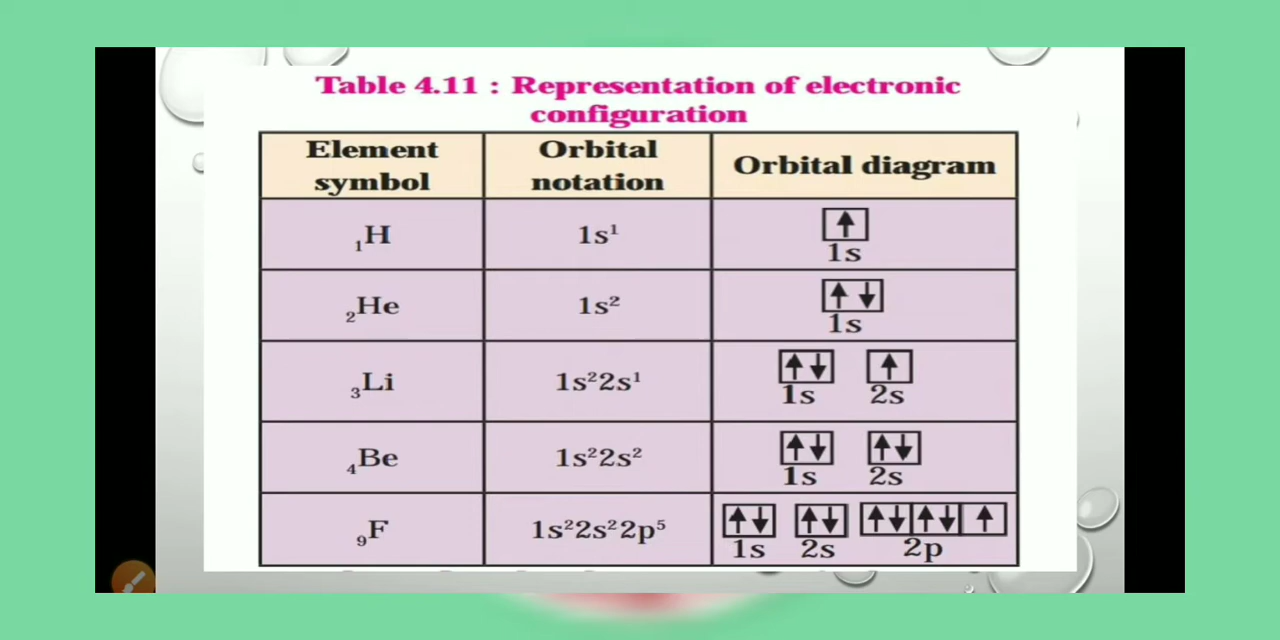 Table 4.11 : Representation of electronic
configuration
Element symbol Orbital notation Orbital diagram
₁H 1s¹ ↑
1s
₂He 1s² ↑↓
1s
₃Li 1s²2s¹ ↑↓ ↑
1s 2s
₄Be 1s²2s² ↑↓ ↑↓
1s 2s
₉F 1s²2s²2p⁵ ↑↓ ↑↓ ↑↓ ↑↓ ↑
1s 2s 2p